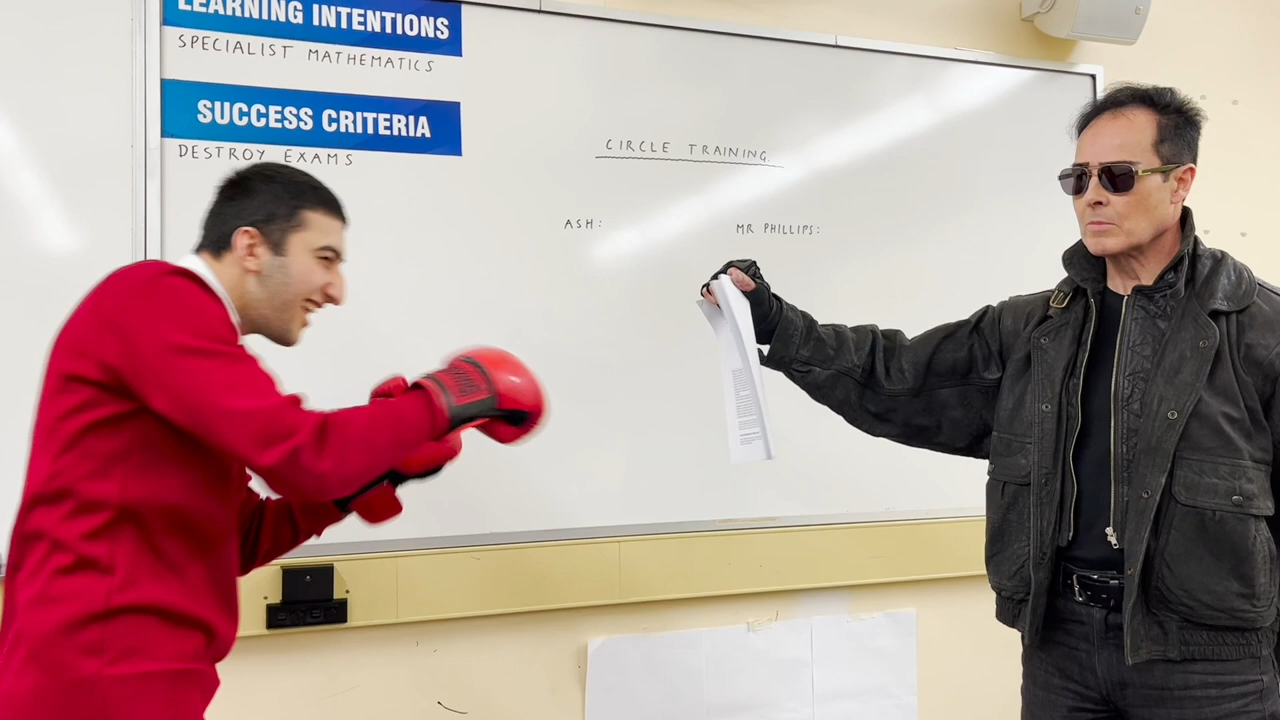 LEARNING INTENTIONS
SPECIALIST MATHEMATICS
SUCCESS CRITERIA
DESTROY EXAMS
CIRCLE TRAINING
ASH:
MR PHILLIPS: